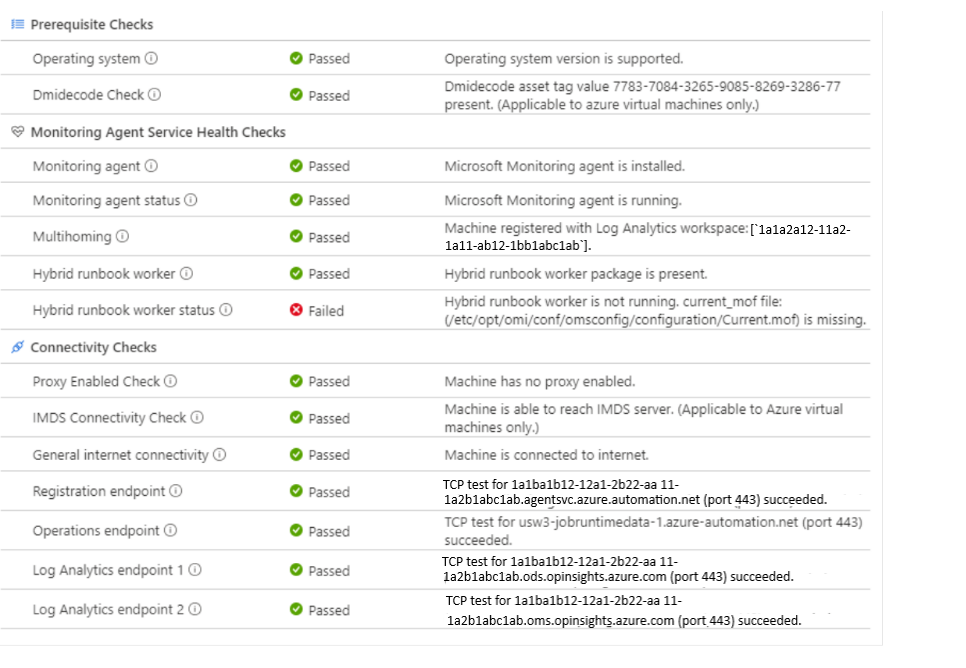 Prerequisite Checks
Operating system Passed Operating system version is supported.
Dmidecode Check Passed Dmidecode asset tag value 7783-7084-3265-9085-8269-3286-77
present. (Applicable to azure virtual machines only.)
Monitoring Agent Service Health Checks
Monitoring agent Passed Microsoft Monitoring agent is installed.
Monitoring agent status Passed Microsoft Monitoring agent is running.
Multihoming Passed Machine registered with Log Analytics workspace: [`1a1a2a12-11a2-
1a11-ab12-1bb1abc1ab`].
Hybrid runbook worker Passed Hybrid runbook worker package is present.
Hybrid runbook worker status Failed Hybrid runbook worker is not running. current_mof file:
(/etc/opt/omi/conf/omsconfig/configuration/Current.mof) is missing.
Connectivity Checks
Proxy Enabled Check Passed Machine has no proxy enabled.
IMDS Connectivity Check Passed Machine is able to reach IMDS server. (Applicable to Azure virtual
machines only.)
General internet connectivity Passed Machine is connected to internet.
Registration endpoint Passed TCP test for 1a1ba1b12-12a1-2b22-aa 11-
1a2b1abc1ab.agentsvc.azure.automation.net (port 443) succeeded.
Operations endpoint Passed TCP test for usw3-jobruntimedata-1.azure-automation.net (port 443)
succeeded.
Log Analytics endpoint 1 Passed TCP test for 1a1ba1b12-12a1-2b22-aa 11-
1a2b1abc1ab.ods.opinsights.azure.com (port 443) succeeded.
Log Analytics endpoint 2 Passed TCP test for 1a1ba1b12-12a1-2b22-aa 11-
1a2b1abc1ab.oms.opinsights.azure.com (port 443) succeeded.